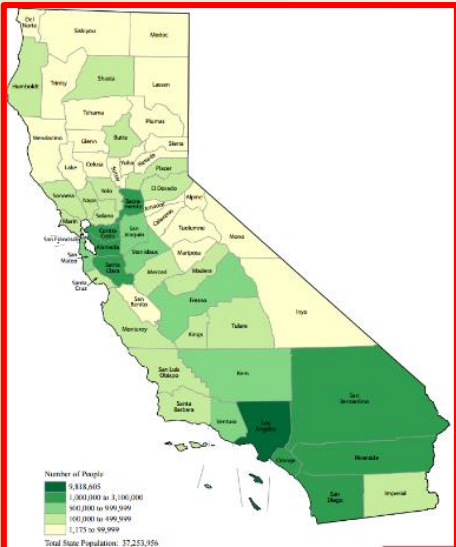 Del Norte
Siskiyou
Modoc
Humboldt
Trinity
Shasta
Lassen
Tehama
Plumas
Mendocino
Glenn
Butte
Sierra
Lake
Colusa
Yuba
Nevada
Placer
Sonoma
Napa
Yolo
El Dorado
Sacra-
mento
Alpine
Amador
Solano
Calaveras
Marin
Contra Costa
San Joaquin
Tuolumne
Mono
San Francisco
Alameda
Stanislaus
Mariposa
San Mateo
Santa Clara
Merced
Madera
Santa Cruz
San Benito
Fresno
Inyo
Monterey
Kings
Tulare
San Luis Obispo
Kern
San Bernardino
Santa Barbara
Ventura
Los Angeles
Orange
Riverside
San Diego
Imperial
Number of People
9,818,605
1,000,000 to 3,100,000
500,000 to 999,999
100,000 to 499,999
1,175 to 99,999
Total State Population: 37,253,956